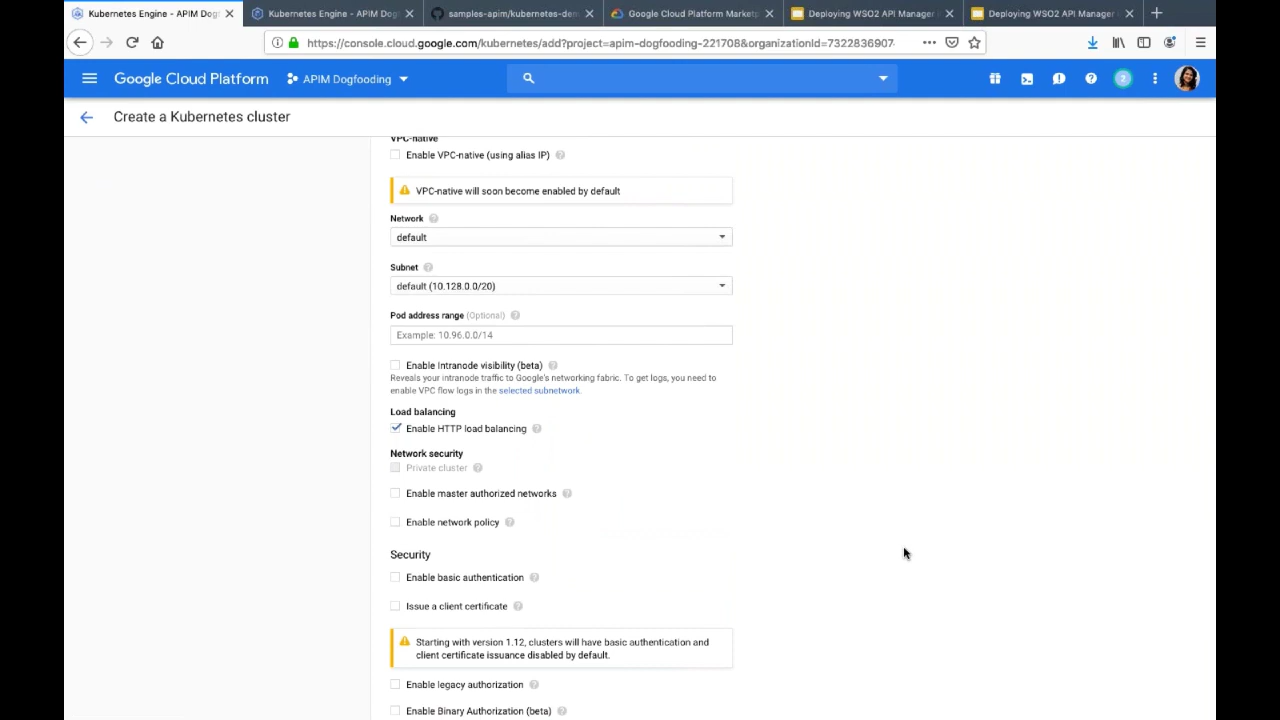 Kubernetes Engine - APIM Dogf
Kubernetes Engine - APIM Dog
samples-apim/kubernetes-den
Google Cloud Platform Marketp
Deploying WSO2 API Manager
Deploying WSO2 API Manager
https://console.cloud.google.com/kubernetes/add?project=apim-dogfooding-221708&organizationId=7322836907
Google Cloud Platform
APIM Dogfooding
2
Create a Kubernetes cluster
VPC-native
Enable VPC-native (using alias IP)
VPC-native will soon become enabled by default
Network
default
Subnet
default (10.128.0.0/20)
Pod address range (Optional)
Example: 10.96.0.0/14
Enable Intranode visibility (beta)
Reveals your intranode traffic to Google's networking fabric. To get logs, you need to
enable VPC flow logs in the selected subnetwork.
Load balancing
Enable HTTP load balancing
Network security
Private cluster
Enable master authorized networks
Enable network policy
Security
Enable basic authentication
Issue a client certificate
Starting with version 1.12, clusters will have basic authentication and
client certificate issuance disabled by default.
Enable legacy authorization
Enable Binary Authorization (beta)